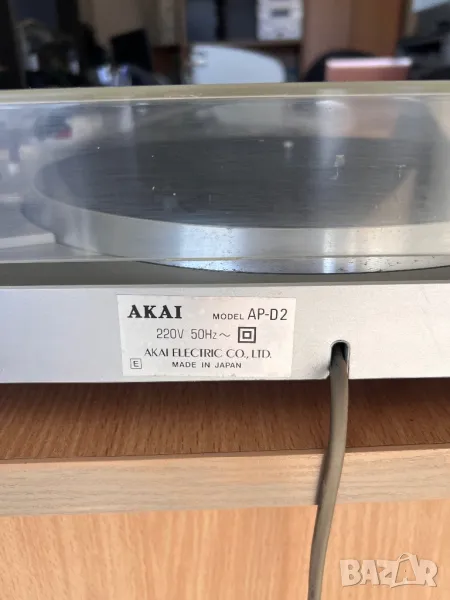 AKAI MODEL AP-D2
220V 50Hz~
AKAI ELECTRIC CO., LTD.
E MADE IN JAPAN
BAZAR